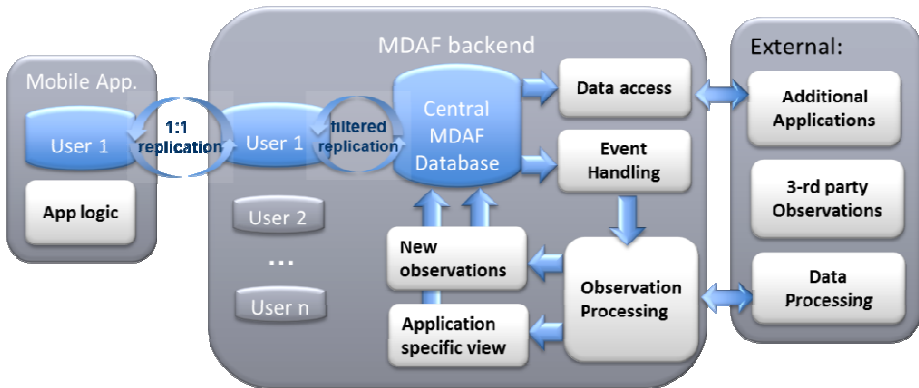 MDAF backend
External:
Mobile App.
User 1
App logic
1:1
replication
User 1
filtered
replication
Central
MDAF
Database
User 2
...
User n
Data access
Event
Handling
New
observations
Application
specific view
Observation
Processing
Additional
Applications
3-rd party
Observations
Data
Processing